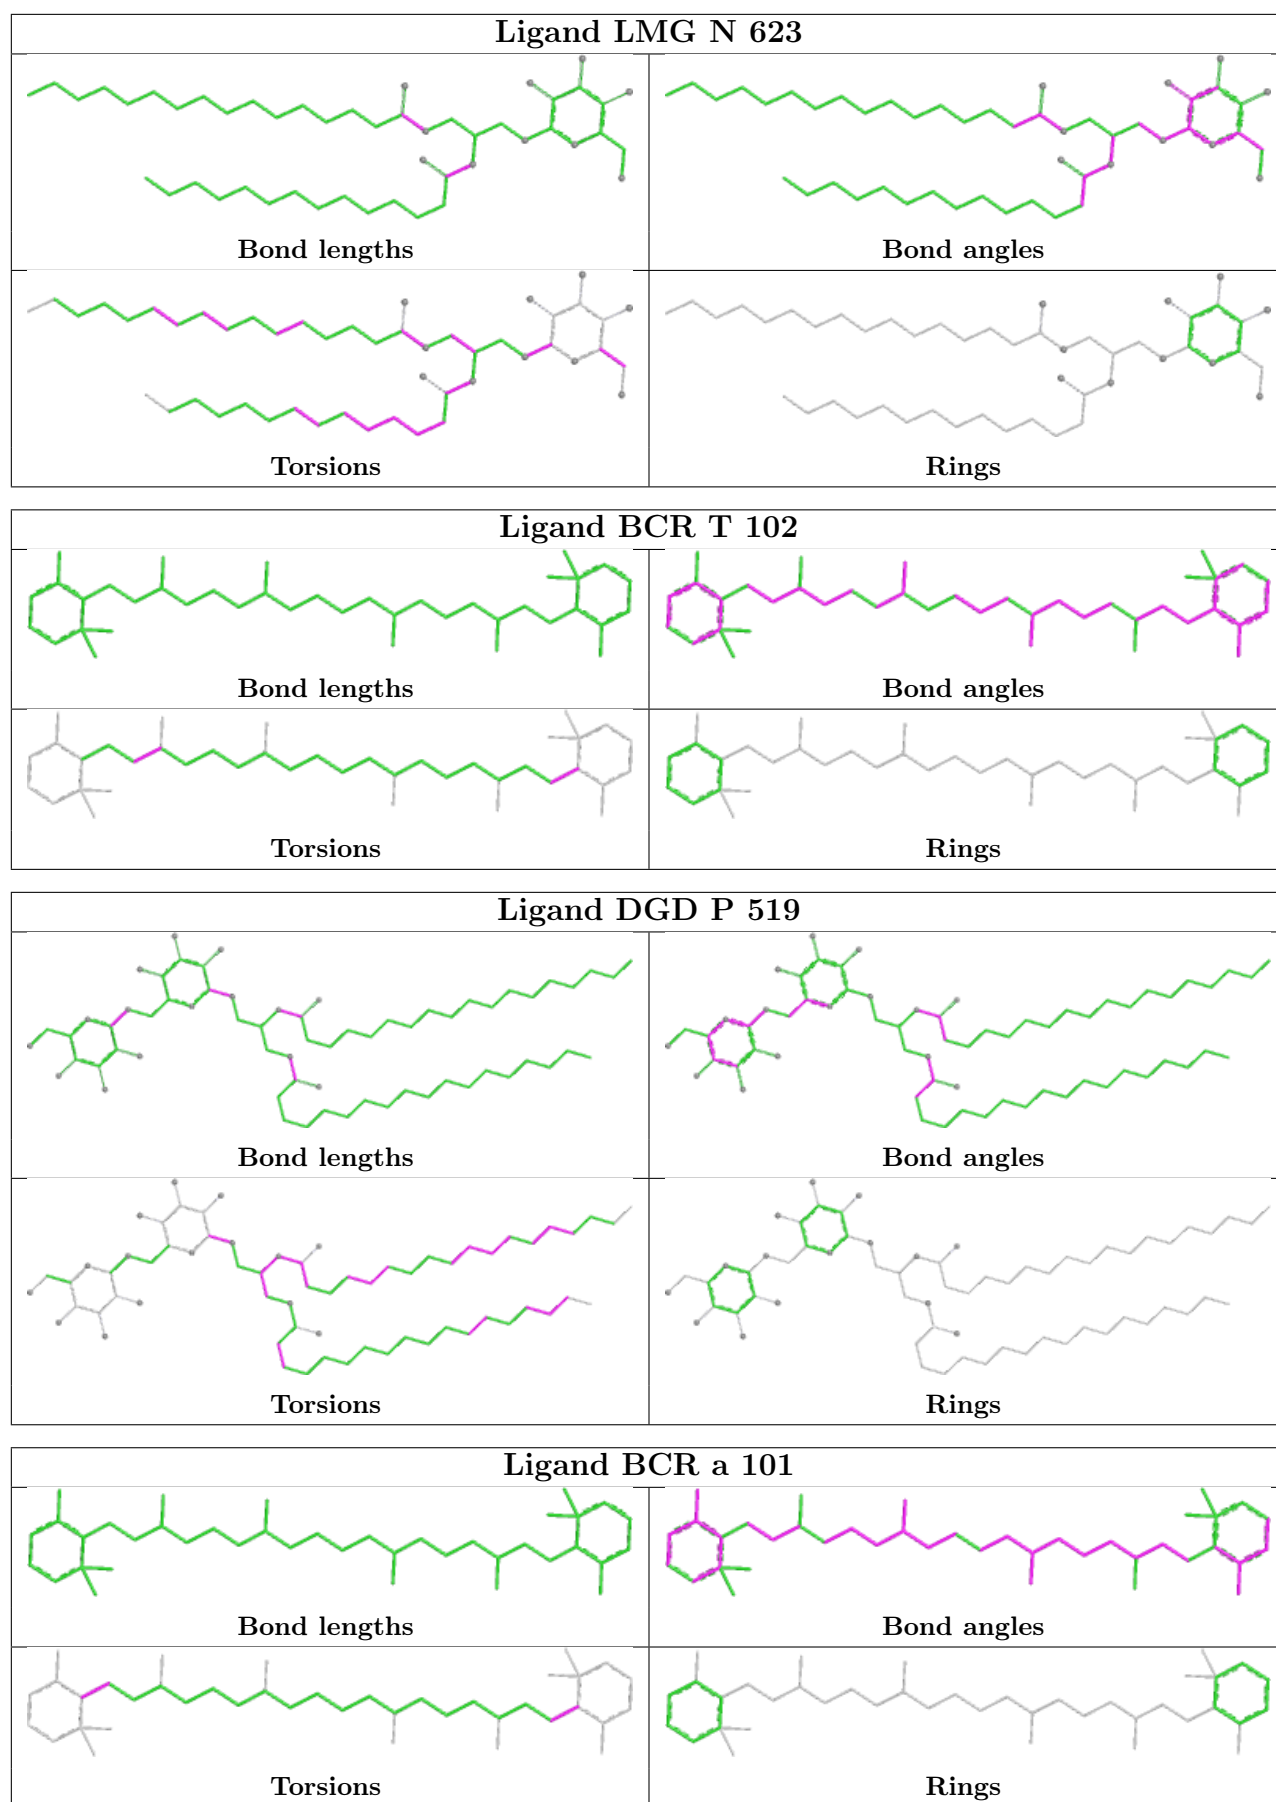 Ligand LMG N 623
Bond lengths
Bond angles
Torsions
Rings
Ligand BCR T 102
Bond lengths
Bond angles
Torsions
Rings
Ligand DGD P 519
Bond lengths
Bond angles
Torsions
Rings
Ligand BCR a 101
Bond lengths
Bond angles
Torsions
Rings